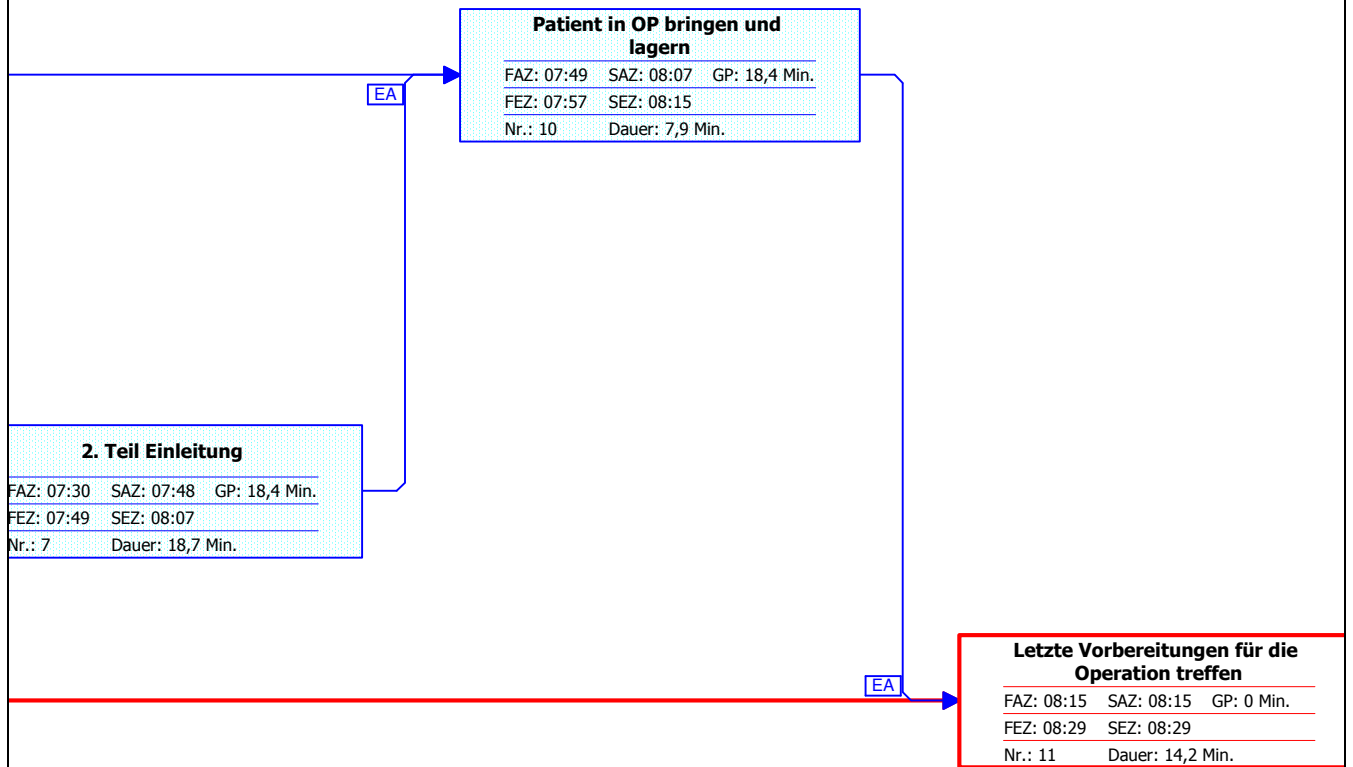 Patient in OP bringen und
lagern
FAZ: 07:49 SAZ: 08:07 GP: 18,4 Min.
FEZ: 07:57 SEZ: 08:15
Nr.: 10 Dauer: 7,9 Min.
EA
2. Teil Einleitung
FAZ: 07:30 SAZ: 07:48 GP: 18,4 Min.
FEZ: 07:49 SEZ: 08:07
Nr.: 7 Dauer: 18,7 Min.
EA
Letzte Vorbereitungen für die
Operation treffen
FAZ: 08:15 SAZ: 08:15 GP: 0 Min.
FEZ: 08:29 SEZ: 08:29
Nr.: 11 Dauer: 14,2 Min.